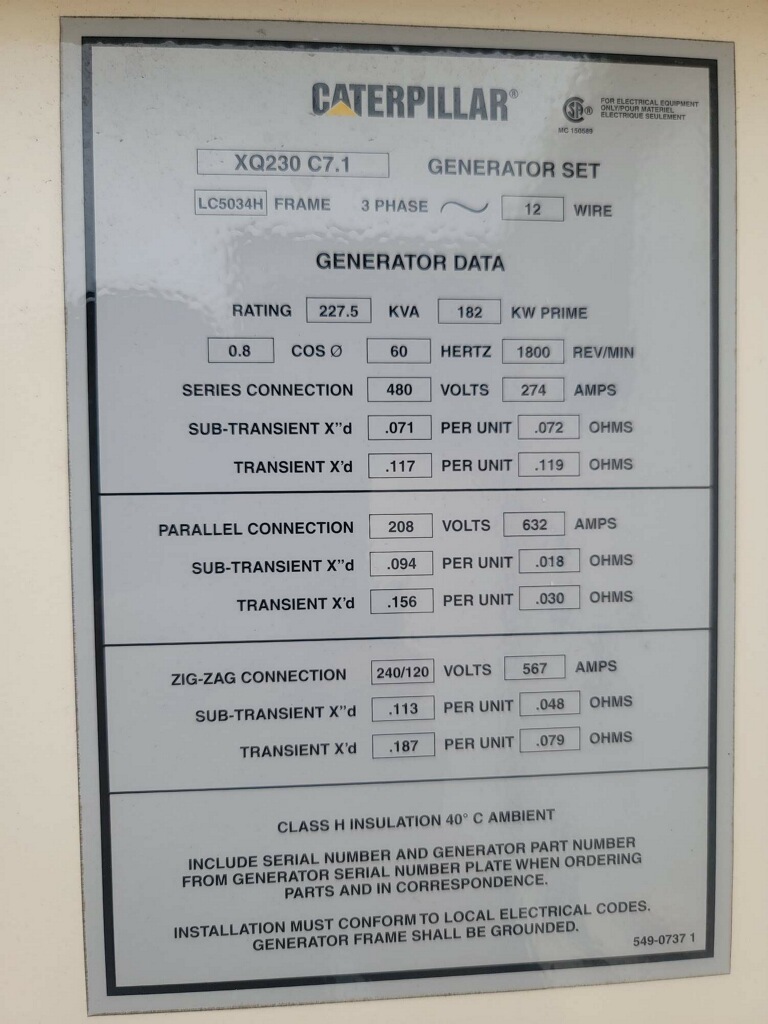 CATERPILLAR®
SA® FOR ELECTRICAL EQUIPMENT
ONLY/POUR MATERIEL
ELECTRIQUE SEULEMENT
XQ230 C7.1 GENERATOR SET
LC5034H FRAME 3 PHASE 12 WIRE
GENERATOR DATA
RATING 227.5 KVA 182 KW PRIME
0.8 COS Ø 60 HERTZ 1800 REV/MIN
SERIES CONNECTION 480 VOLTS 274 AMPS
SUB-TRANSIENT X"d .071 PER UNIT .072 OHMS
TRANSIENT X'd .117 PER UNIT .119 OHMS
PARALLEL CONNECTION 208 VOLTS 632 AMPS
SUB-TRANSIENT X"d .094 PER UNIT .018 OHMS
TRANSIENT X'd .156 PER UNIT .030 OHMS
ZIG-ZAG CONNECTION 240/120 VOLTS 567 AMPS
SUB-TRANSIENT X"d .113 PER UNIT .048 OHMS
TRANSIENT X'd .187 PER UNIT .079 OHMS
CLASS H INSULATION 40° C AMBIENT
INCLUDE SERIAL NUMBER AND GENERATOR PART NUMBER
FROM GENERATOR SERIAL NUMBER PLATE WHEN ORDERING
PARTS AND IN CORRESPONDENCE.
INSTALLATION MUST CONFORM TO LOCAL ELECTRICAL CODES.
GENERATOR FRAME SHALL BE GROUNDED.
549-0737 1